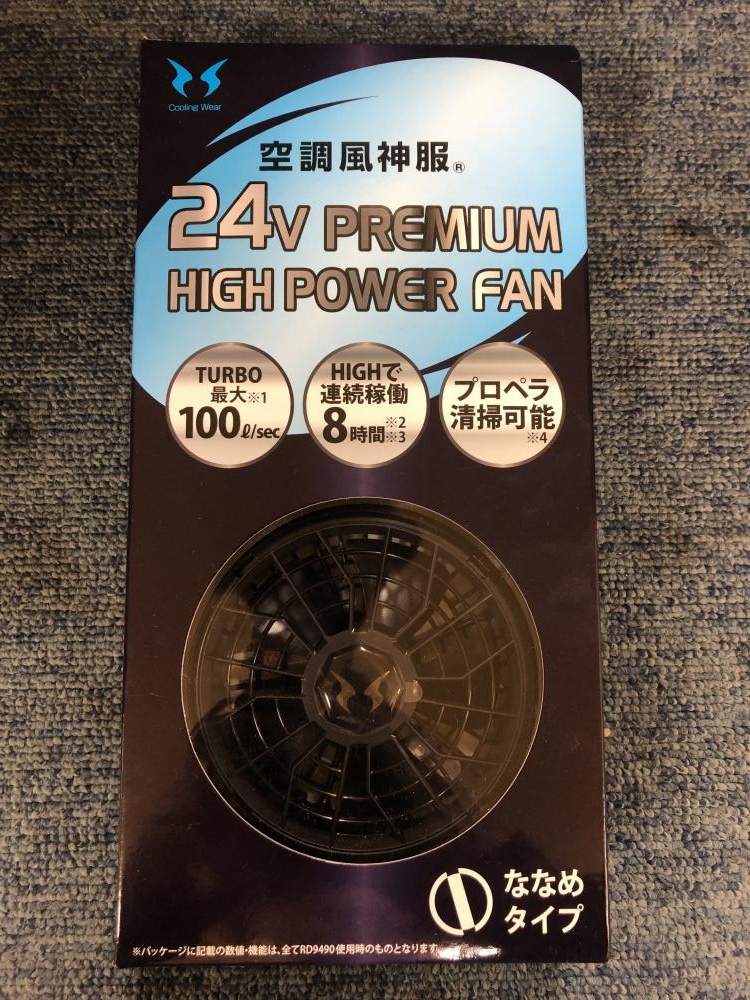 Cooling Wear
空調風神服®
24V PREMIUM
HIGH POWER FAN
TURBO
最大※1
100ℓ/sec
HIGHで
連続稼働
8時間※2※3
プロペラ
清掃可能
※4
ななめ
タイプ
※パッケージに記載の数値・機能は、全てRD9490使用時のものとなります。